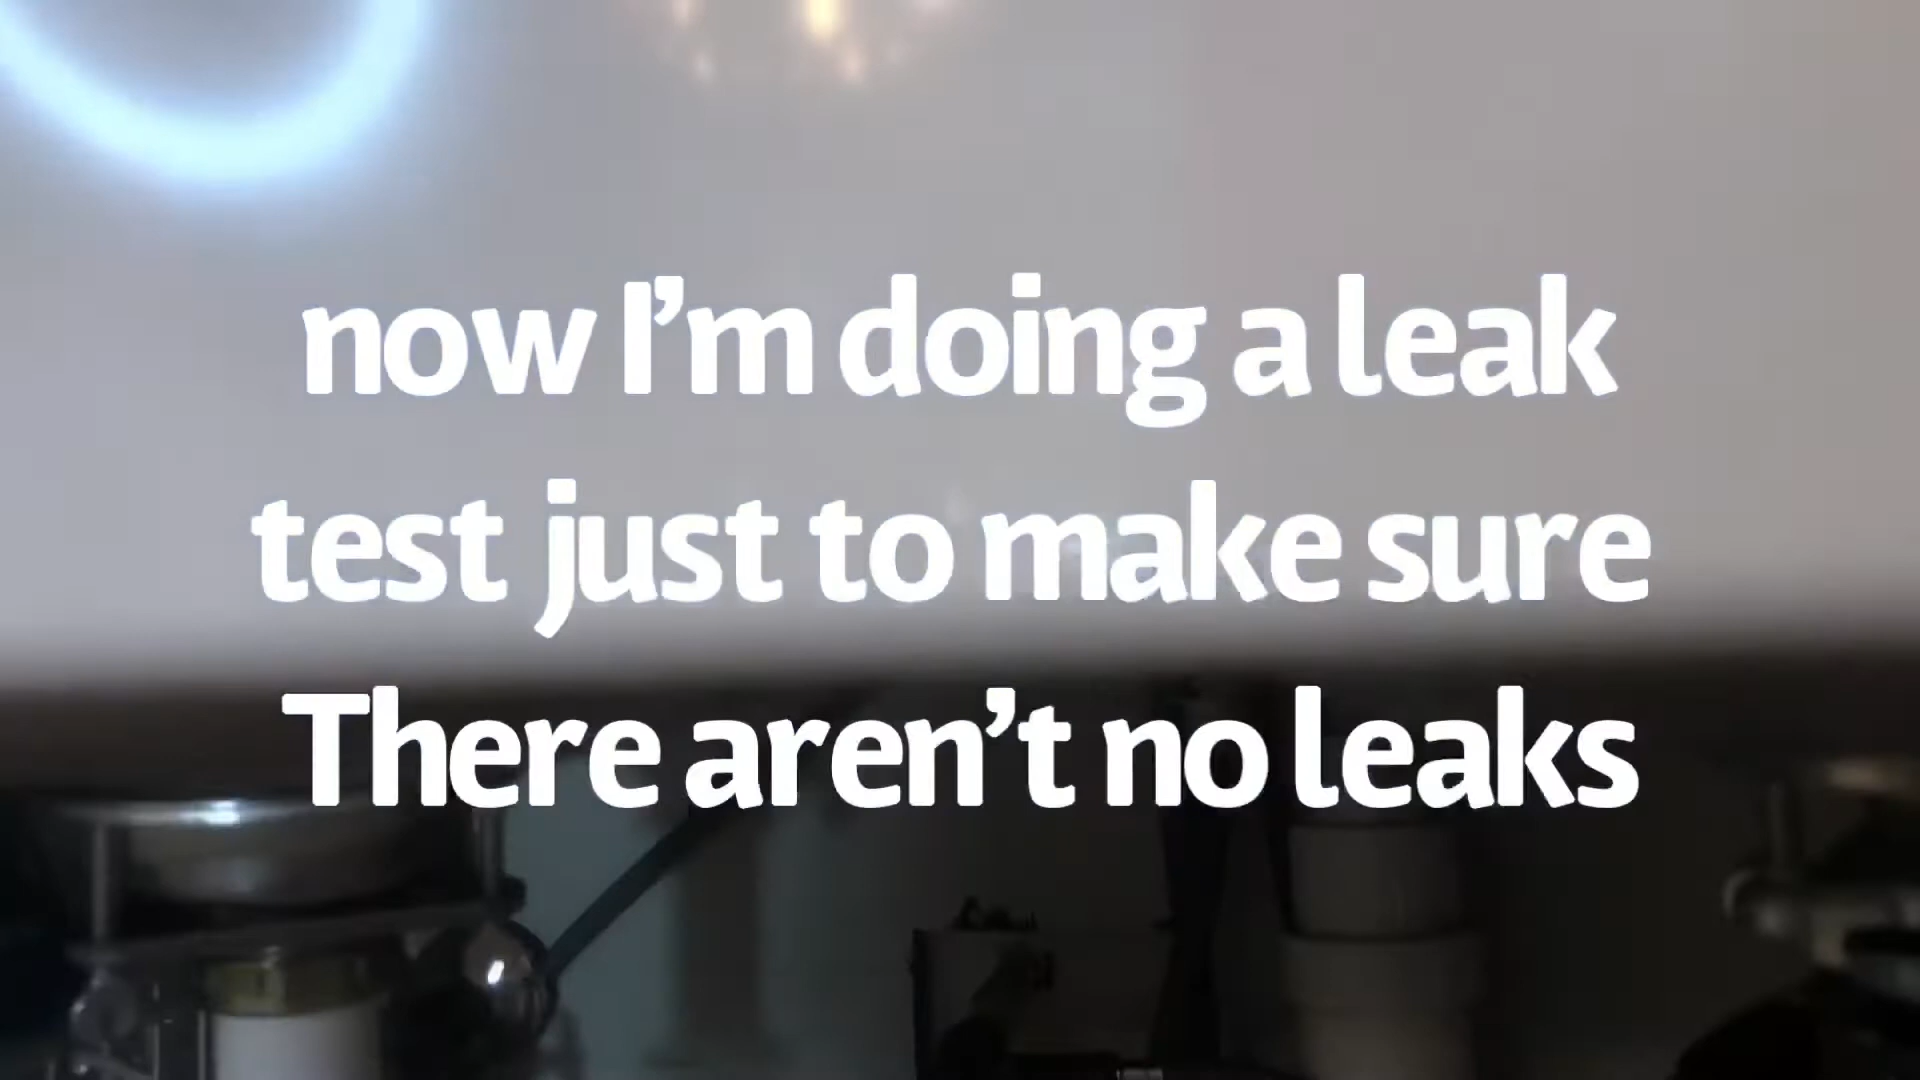 now I'm doing a leak
test just to make sure
There aren't no leaks